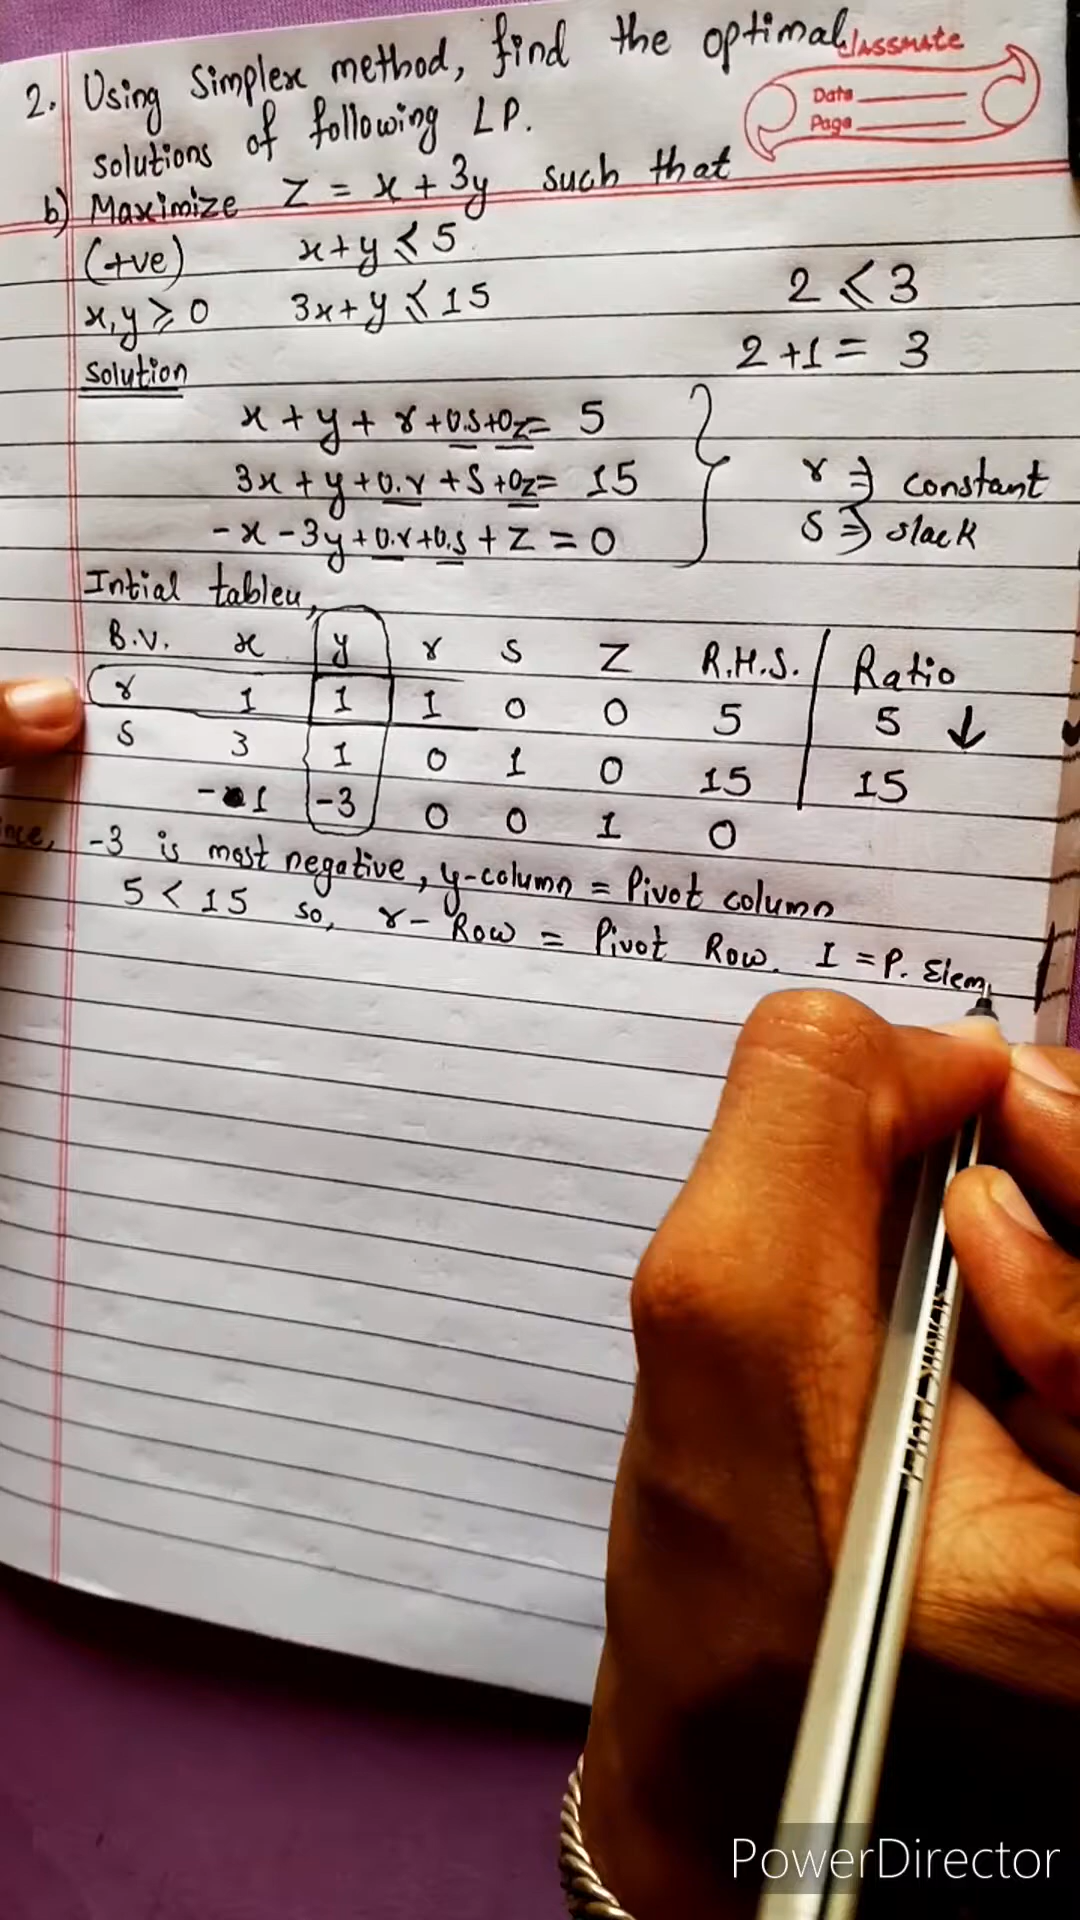 2. Using Simplex method, find the optimal
classmate
Date
Page
solutions of following LP.
b) Maximize Z = x + 3y such that
(+ve) x+y ≤ 5
x,y ≥ 0 3x+y ≤ 15 2 ≤ 3
2 + 1 = 3
Solution
x + y + r + 0.s + 0z = 5
3x + y + 0.r + s + 0z = 15 r ⇒ constant
-x - 3y + 0.r + 0.s + z = 0 s ⇒ slack
Intial tableu,
B.V. x y r s z R.H.S. Ratio
r 1 1 1 0 0 5 5 ↓
s 3 1 0 1 0 15 15
-1 -3 0 0 1 0
-3 is most negative, y-column = Pivot column
5 < 15 so, r-Row = Pivot Row. 1 = P. Elem
PowerDirector